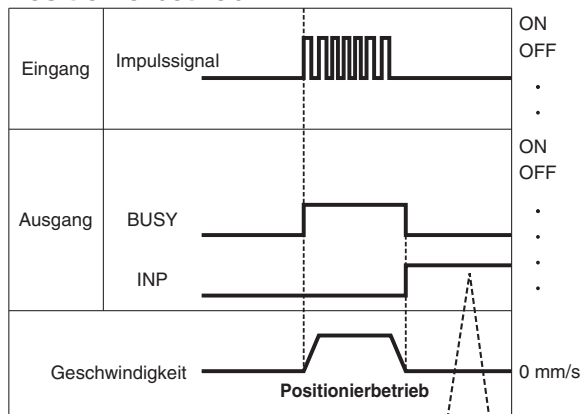 ON
OFF
Eingang
Impulssignal
ON
OFF
Ausgang
BUSY
INP
Geschwindigkeit
0 mm/s
Positionierbetrieb